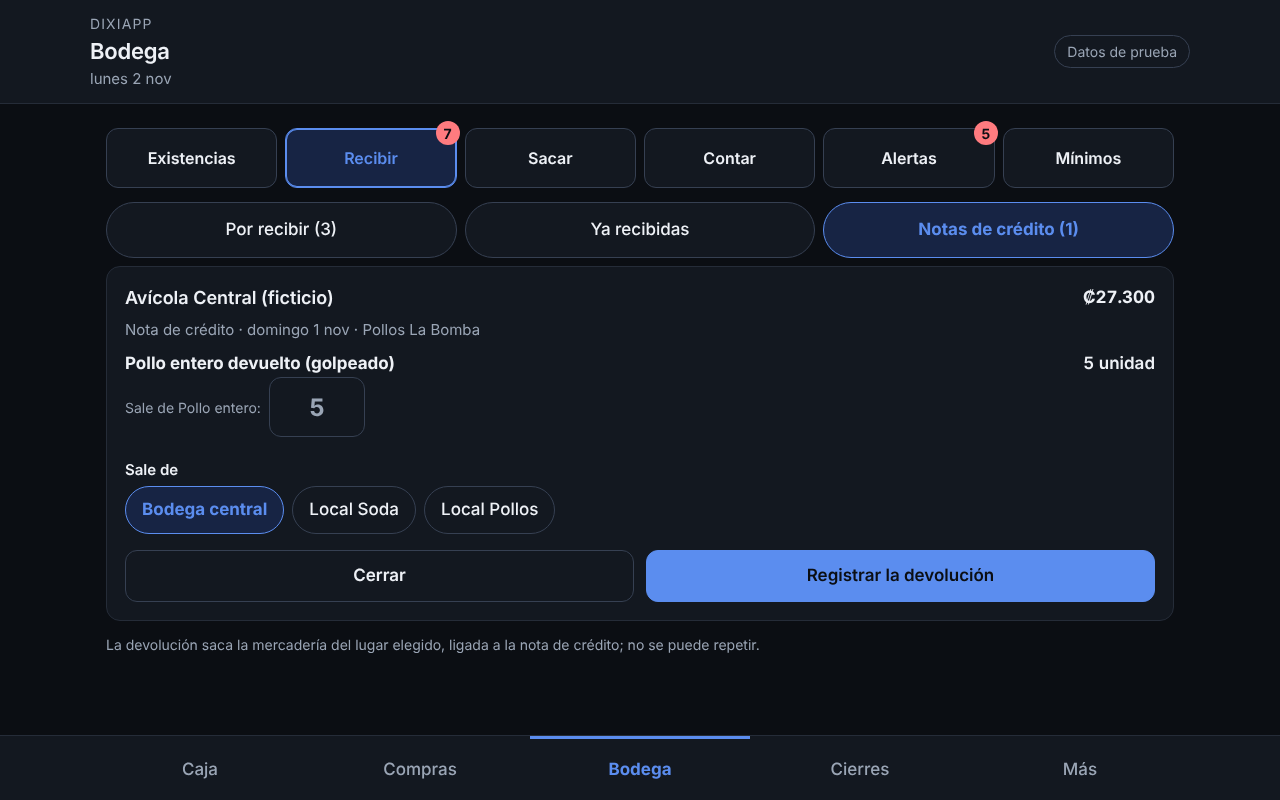 DIXIAPP
Bodega
lunes 2 nov
Datos de prueba
Existencias
Recibir
7
Sacar
Contar
Alertas
5
Mínimos
Por recibir (3)
Ya recibidas
Notas de crédito (1)
Avícola Central (ficticio)
₡27.300
Nota de crédito · domingo 1 nov · Pollos La Bomba
Pollo entero devuelto (golpeado)
5 unidad
Sale de Pollo entero:
5
Sale de
Bodega central
Local Soda
Local Pollos
Cerrar
Registrar la devolución
La devolución saca la mercadería del lugar elegido, ligada a la nota de crédito; no se puede repetir.
Caja
Compras
Bodega
Cierres
Más